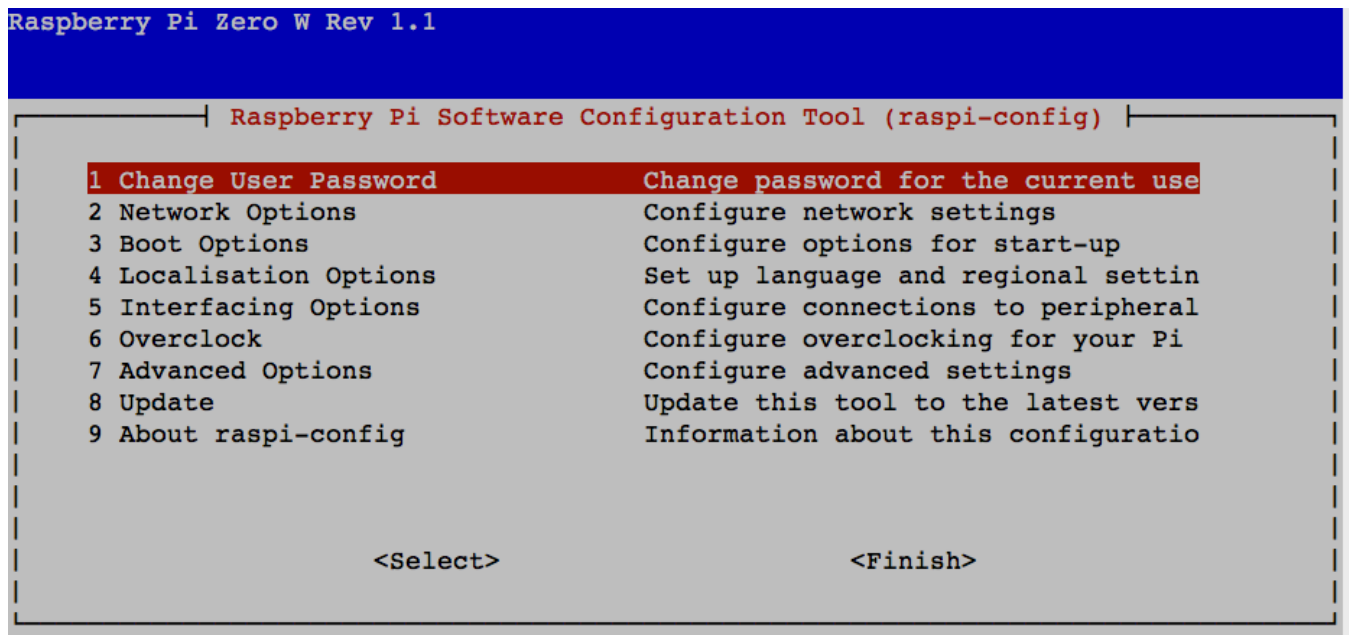 Raspberry Pi Zero W Rev 1.1
Raspberry Pi Software Configuration Tool (raspi-config)
1 Change User Password Change password for the current use
2 Network Options Configure network settings
3 Boot Options Configure options for start-up
4 Localisation Options Set up language and regional settin
5 Interfacing Options Configure connections to peripheral
6 Overclock Configure overclocking for your Pi
7 Advanced Options Configure advanced settings
8 Update Update this tool to the latest vers
9 About raspi-config Information about this configuratio
<Select> <Finish>